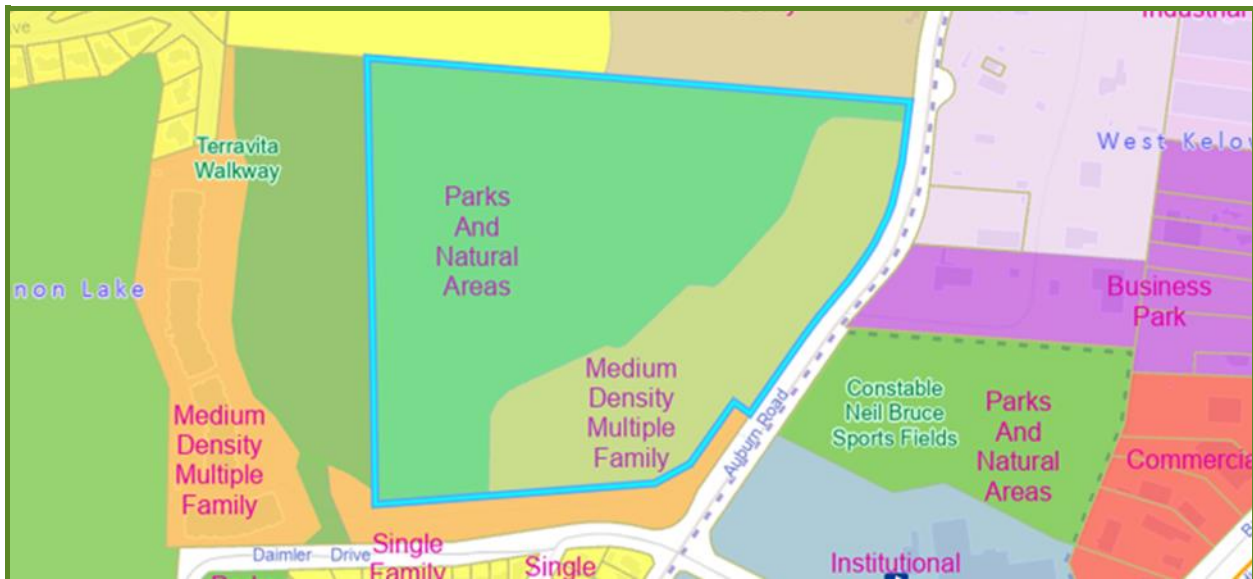 ve
Industrial
Terravita
Walkway
West Kelov
Parks
And
Natural
Areas
non Lake
Business
Park
Medium
Density
Multiple
Family
Constable
Neil Bruce
Sports Fields
Parks
And
Natural
Areas
Medium
Density
Multiple
Family
Auburn Road
Commercia
Daimler Drive
Single
Family
Single
Institutional